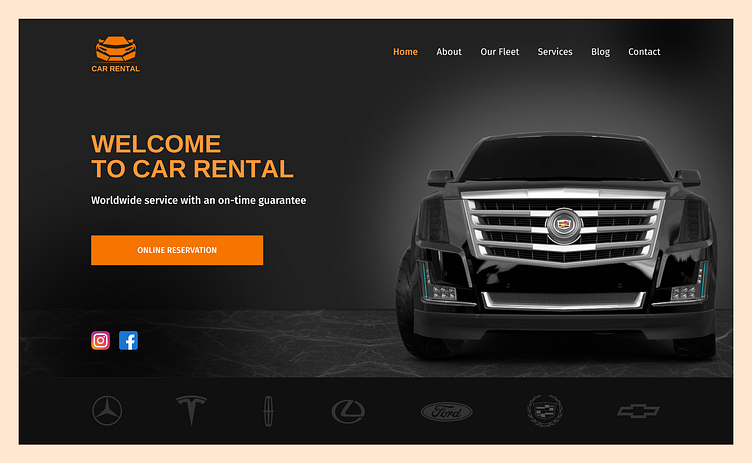 CAR RENTAL
Home About Our Fleet Services Blog Contact
WELCOME
TO CAR RENTAL
Worldwide service with an on-time guarantee
ONLINE RESERVATION
Ford